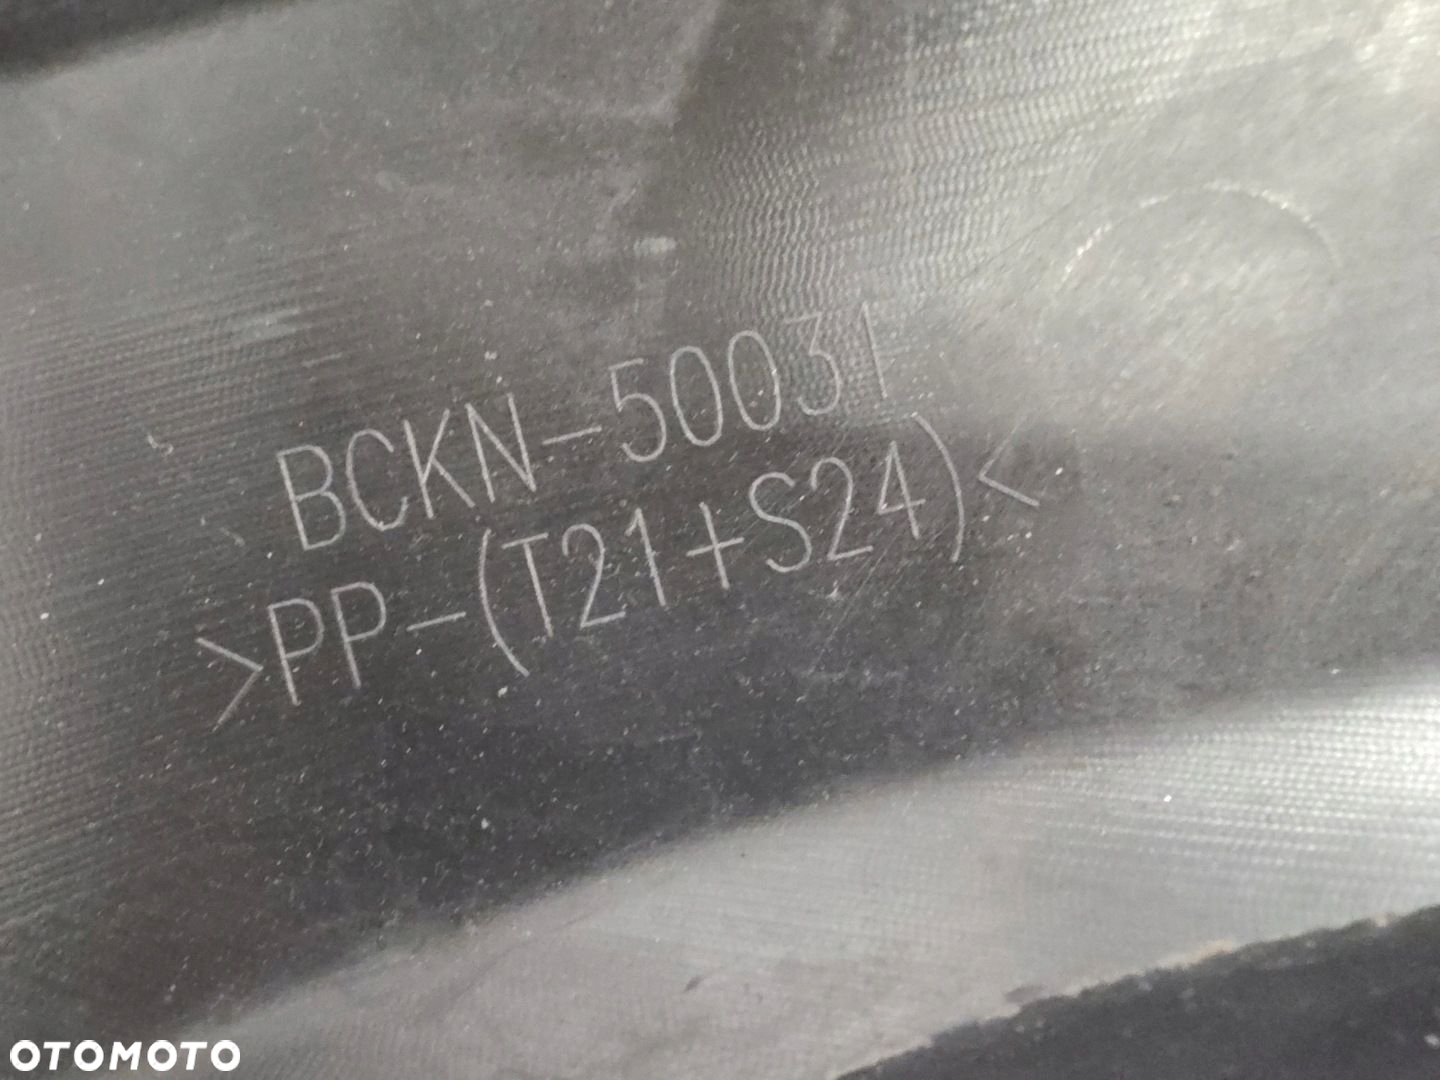 BCKN-50031
>PP-(T21+S24)<
OTOMOTO